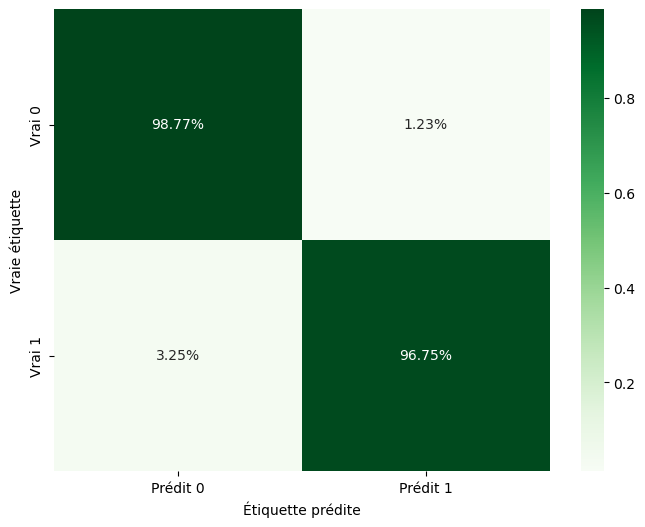 Vraie étiquette
Vrai 0
98.77%
1.23%
Vrai 1
3.25%
96.75%
Prédit 0
Prédit 1
Étiquette prédite
0.8
0.6
0.4
0.2